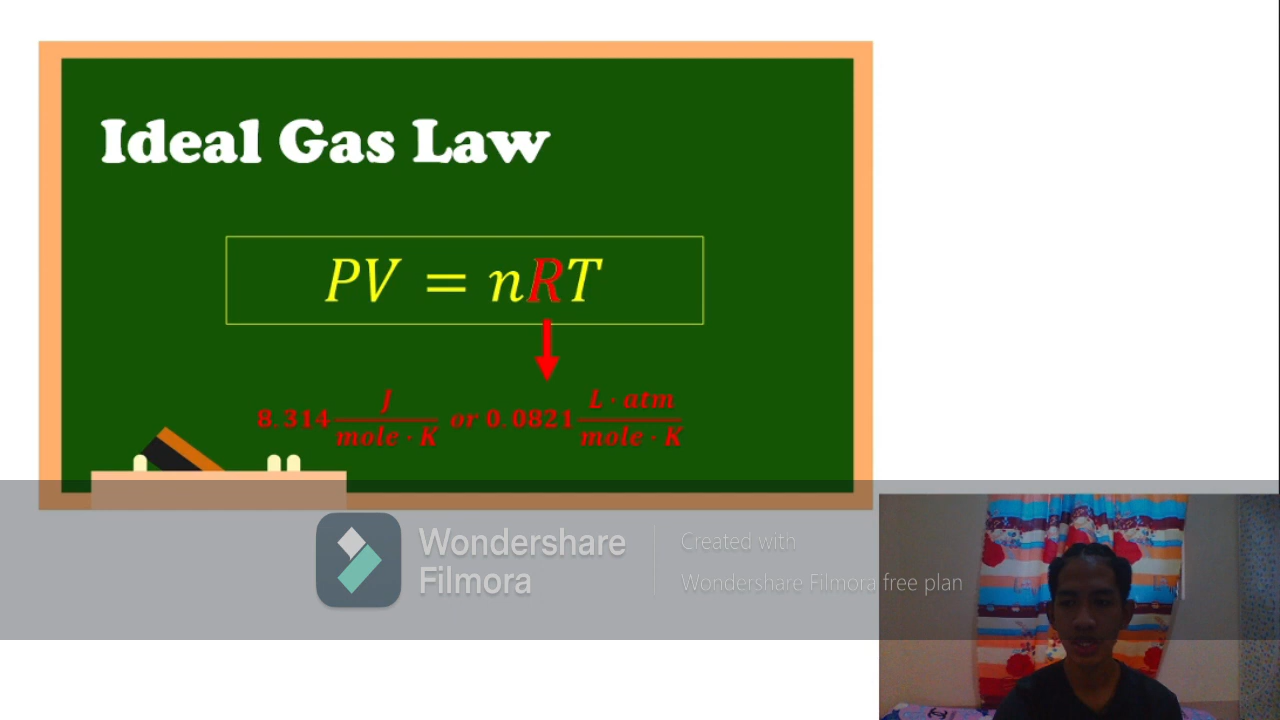 Ideal Gas Law
PV = nRT
8.314 J/mole · K or 0.0821 L · atm/mole · K
Wondershare
Filmora
Created with
Wondershare Filmora free plan